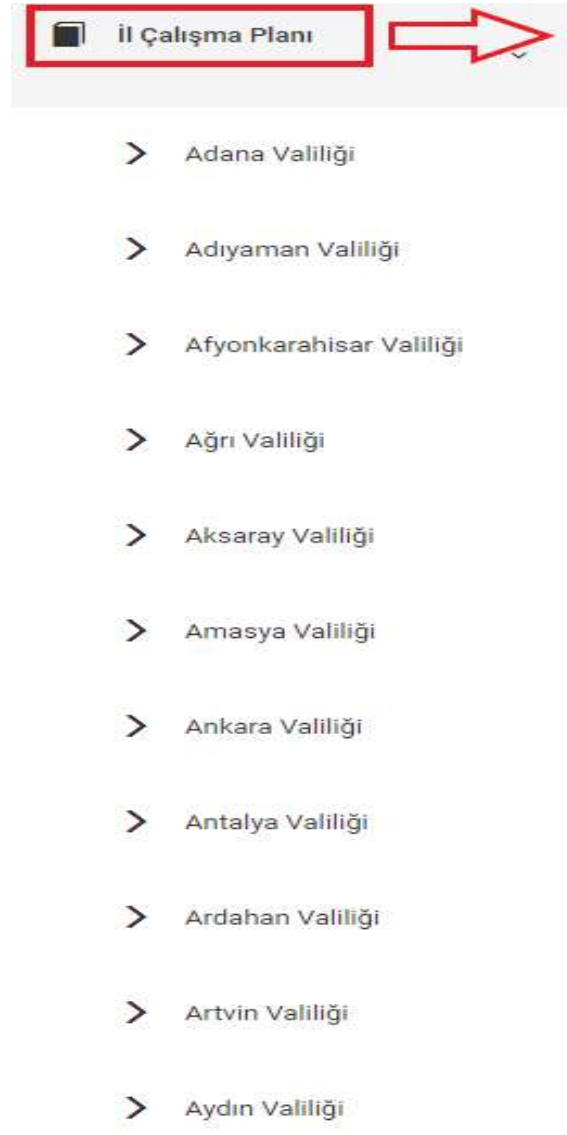 İl Çalışma Planı
Adana Valiliği
Adıyaman Valiliği
Afyonkarahisar Valiliği
Ağrı Valiliği
Aksaray Valiliği
Amasya Valiliği
Ankara Valiliği
Antalya Valiliği
Ardahan Valiliği
Artvin Valiliği
Aydın Valiliği